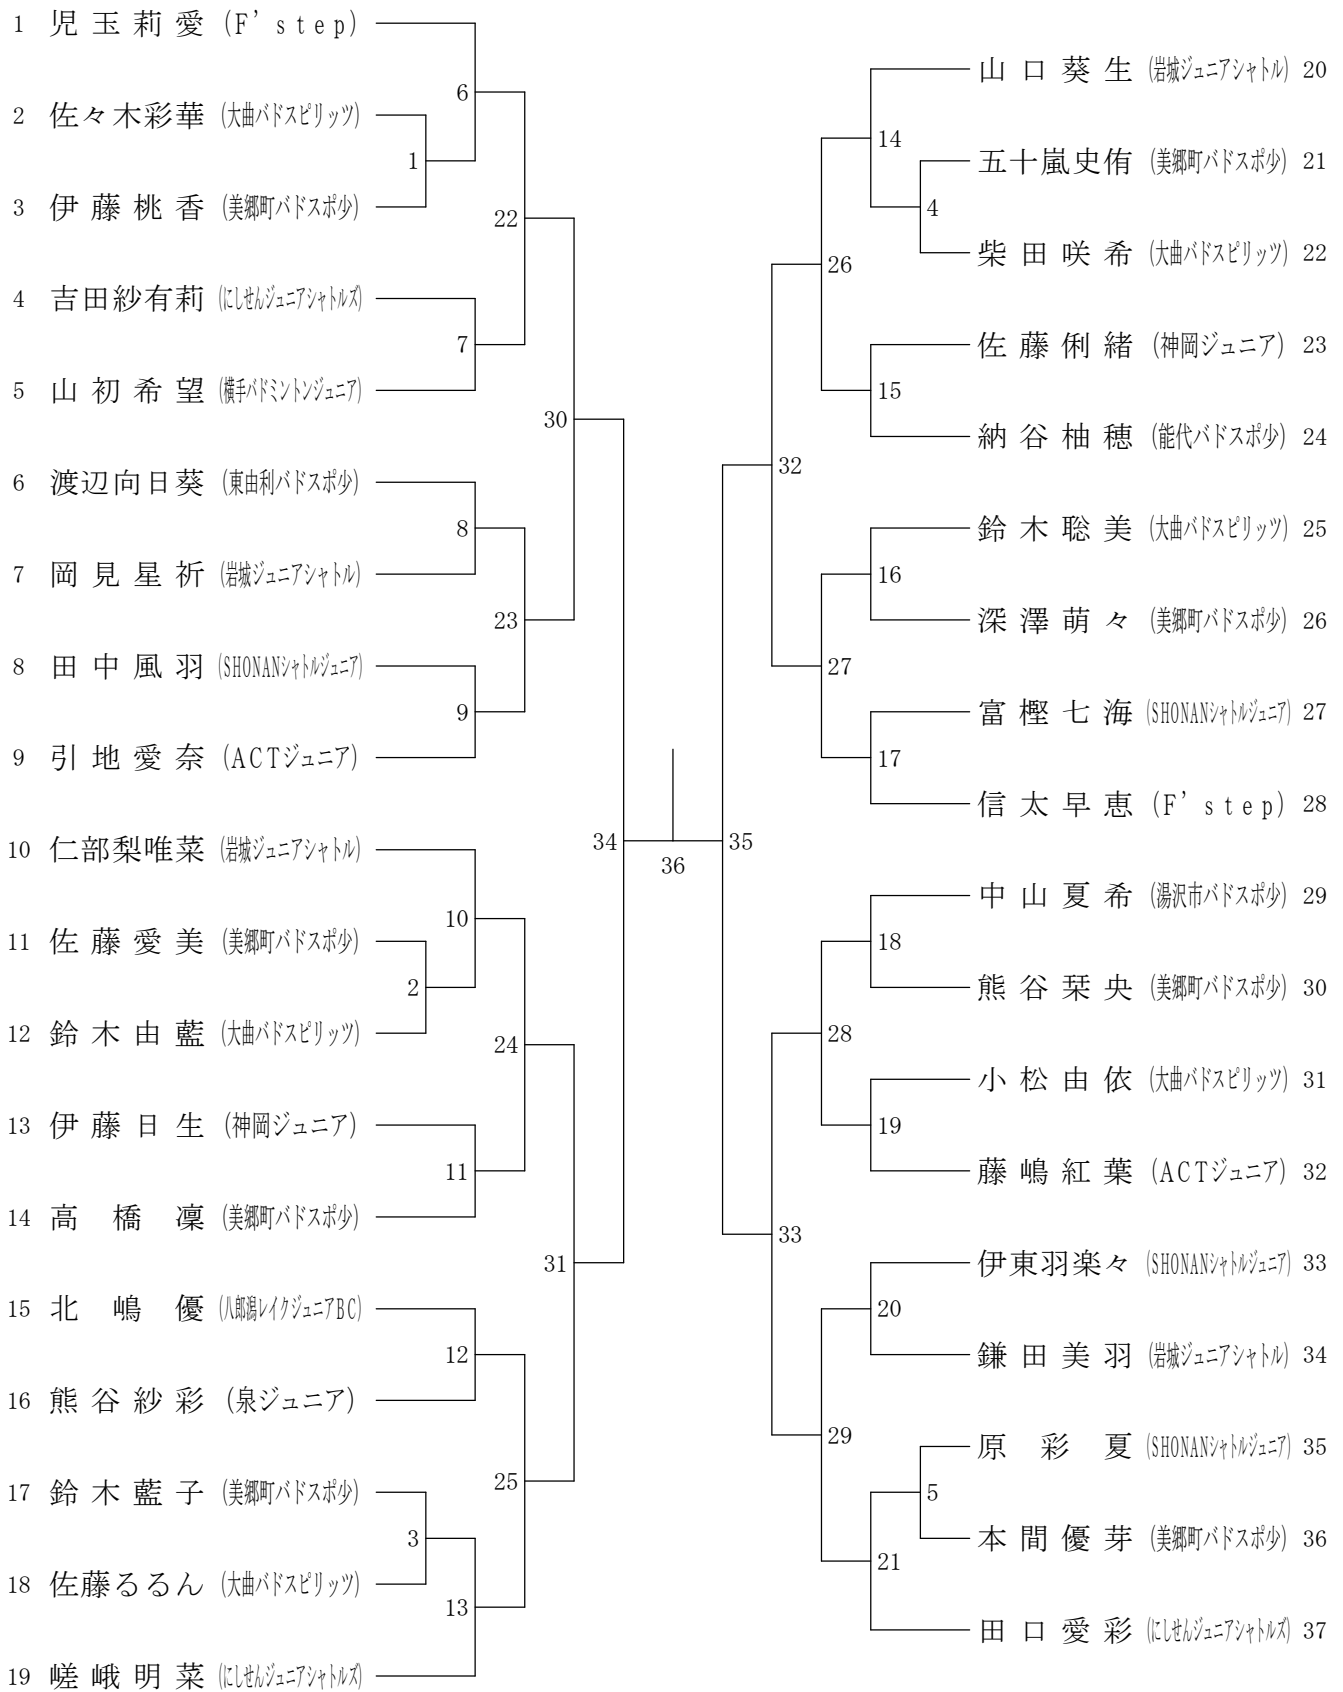 1 児玉莉愛 (F’step)
2 佐々木彩華 (大曲バドスピリッツ)
3 伊藤桃香 (美郷町バドスポ少)
4 吉田紗有莉 (にしせんジュニアシャトルズ)
5 山初希望 (横手バドミントンジュニア)
6 渡辺向日葵 (東由利バドスポ少)
7 岡見星祈 (岩城ジュニアシャトル)
8 田中風羽 (SHONANシャトルジュニア)
9 引地愛奈 (ACTジュニア)
10 仁部梨唯菜 (岩城ジュニアシャトル)
11 佐藤愛美 (美郷町バドスポ少)
12 鈴木由藍 (大曲バドスピリッツ)
13 伊藤日生 (神岡ジュニア)
14 高橋凜 (美郷町バドスポ少)
15 北嶋優 (八郎潟レイクジュニアBC)
16 熊谷紗彩 (泉ジュニア)
17 鈴木藍子 (美郷町バドスポ少)
18 佐藤るるん (大曲バドスピリッツ)
19 嵯峨明菜 (にしせんジュニアシャトルズ)
1
2
3
6
7
8
9
10
11
12
13
22
23
24
25
30
31
34
36
35
32
33
26
27
28
29
14
15
16
17
18
19
20
21
4
5
山口葵生 (岩城ジュニアシャトル) 20
五十嵐史侑 (美郷町バドスポ少) 21
柴田咲希 (大曲バドスピリッツ) 22
佐藤俐緒 (神岡ジュニア) 23
納谷柚穂 (能代バドスポ少) 24
鈴木聡美 (大曲バドスピリッツ) 25
深澤萌々 (美郷町バドスポ少) 26
富樫七海 (SHONANシャトルジュニア) 27
信太早恵 (F’step) 28
中山夏希 (湯沢市バドスポ少) 29
熊谷栞央 (美郷町バドスポ少) 30
小松由依 (大曲バドスピリッツ) 31
藤嶋紅葉 (ACTジュニア) 32
伊東羽楽々 (SHONANシャトルジュニア) 33
鎌田美羽 (岩城ジュニアシャトル) 34
原彩夏 (SHONANシャトルジュニア) 35
本間優芽 (美郷町バドスポ少) 36
田口愛彩 (にしせんジュニアシャトルズ) 37